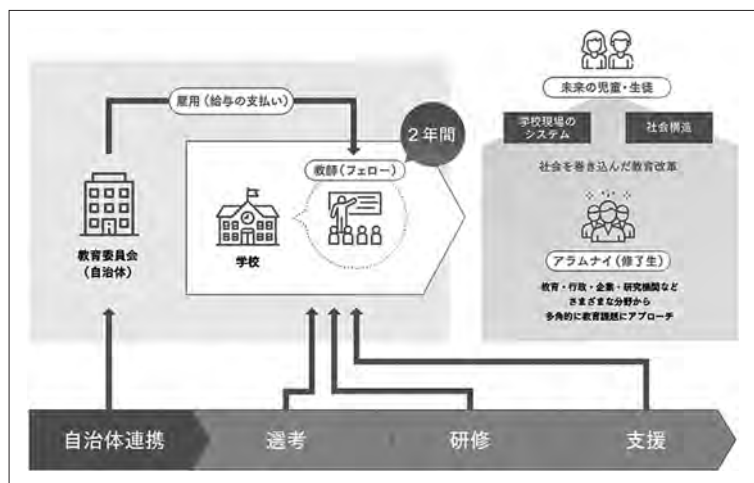 雇用（給与の支払い）
２年間
教師（フェロー）
教育委員会
（自治体）
学校
未来の児童・生徒
学校現場の
システム
社会構造
社会を巻き込んだ教育改革
アラムナイ（修了生）
教育・行政・企業・研究機関など
さまざまな分野から
多角的に教育課題にアプローチ
自治体連携
選考
研修
支援